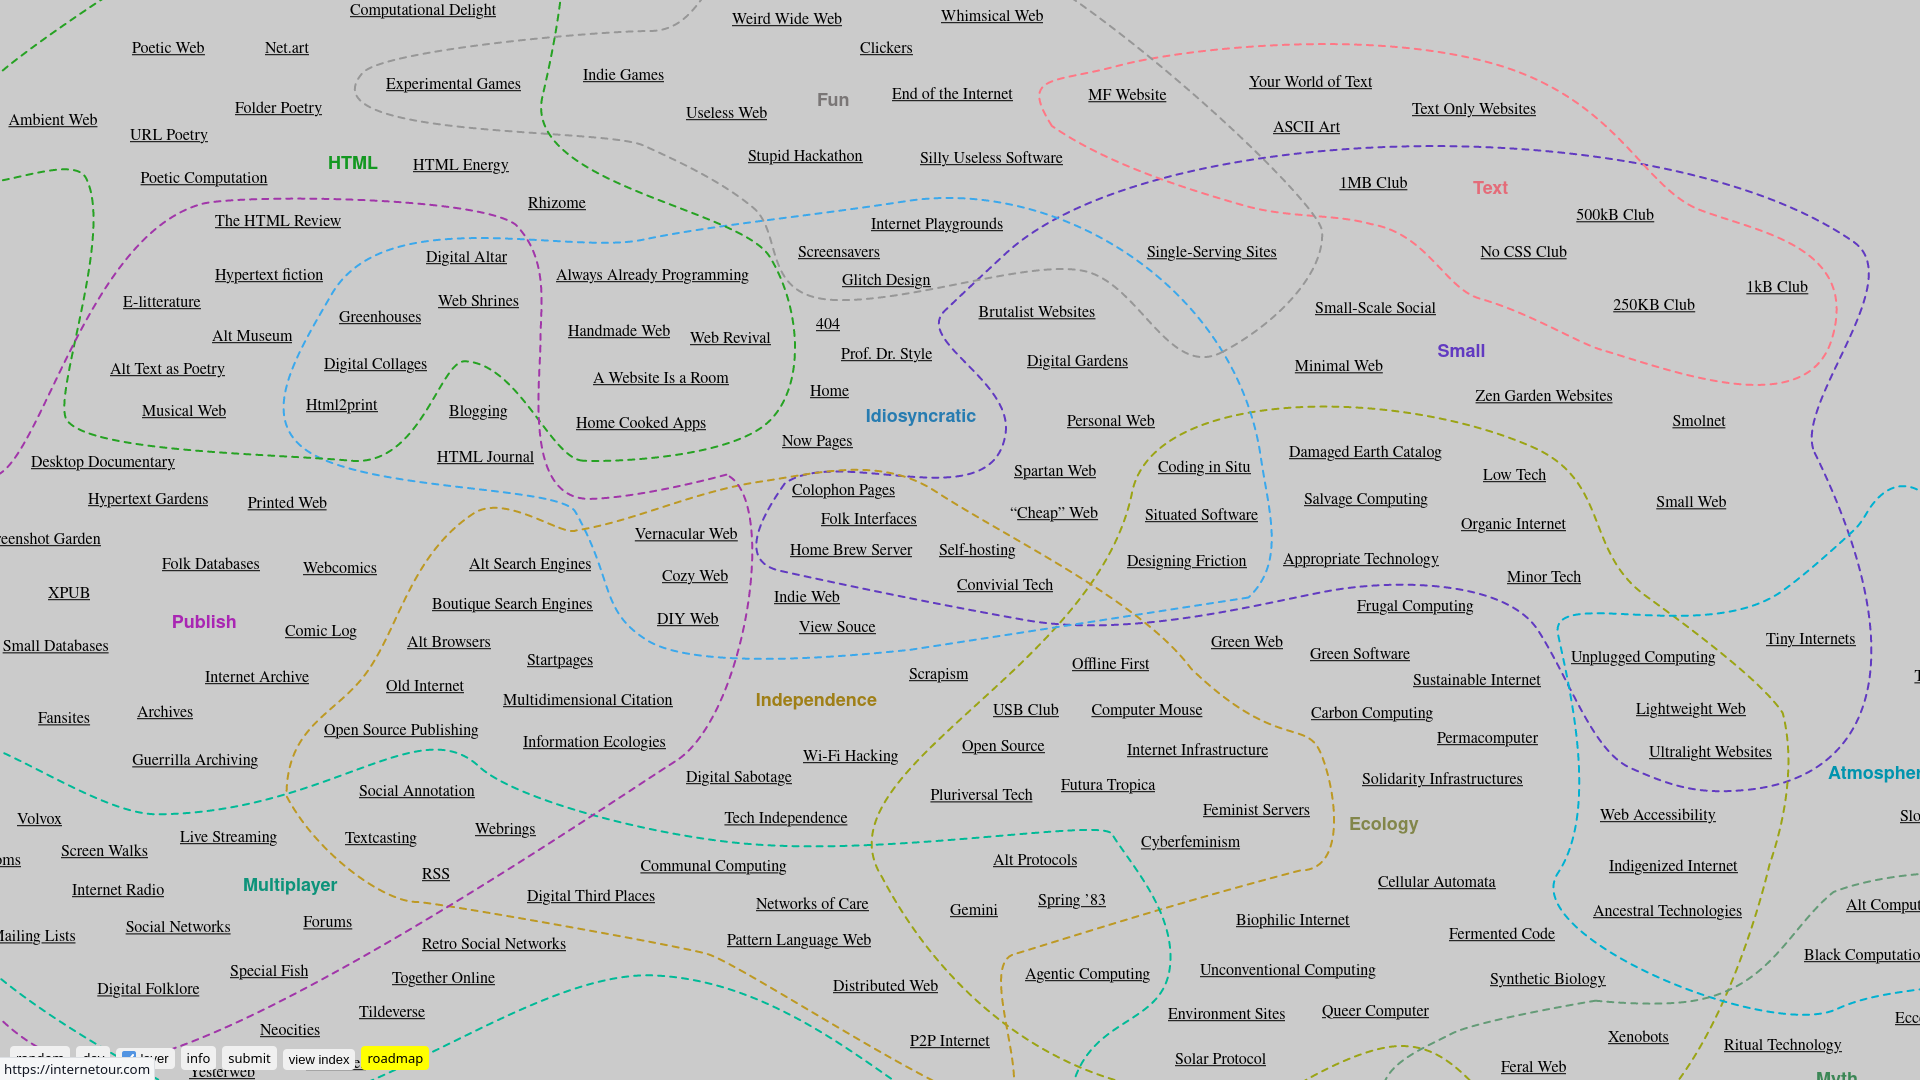 Computational Delight
Weird Wide Web
Whimsical Web
Poetic Web
Net.art
Clickers
Indie Games
Experimental Games
Your World of Text
End of the Internet
MF Website
Fun
Folder Poetry
Text Only Websites
Useless Web
Ambient Web
ASCII Art
URL Poetry
Stupid Hackathon
Silly Useless Software
HTML
HTML Energy
Poetic Computation
1MB Club
Text
Rhizome
500kB Club
The HTML Review
Internet Playgrounds
Screensavers
Single-Serving Sites
No CSS Club
Digital Altar
Hypertext fiction
Always Already Programming
Glitch Design
1kB Club
E-litterature
Web Shrines
250KB Club
Small-Scale Social
Brutalist Websites
Greenhouses
404
Handmade Web
Alt Museum
Web Revival
Small
Prof. Dr. Style
Digital Gardens
Digital Collages
Minimal Web
Alt Text as Poetry
A Website Is a Room
Home
Zen Garden Websites
Html2print
Musical Web
Blogging
Idiosyncratic
Personal Web
Smolnet
Home Cooked Apps
Now Pages
Damaged Earth Catalog
HTML Journal
Desktop Documentary
Coding in Situ
Spartan Web
Low Tech
Colophon Pages
Hypertext Gardens
Printed Web
Salvage Computing
Small Web
“Cheap” Web
Situated Software
Folk Interfaces
Organic Internet
Vernacular Web
eenshot Garden
Home Brew Server
Self-hosting
Designing Friction
Appropriate Technology
Folk Databases
Webcomics
Alt Search Engines
Cozy Web
Minor Tech
Convivial Tech
XPUB
Indie Web
Boutique Search Engines
Frugal Computing
DIY Web
Publish
View Souce
Comic Log
Tiny Internets
Alt Browsers
Green Web
Small Databases
Green Software
Unplugged Computing
Startpages
Offline First
Scrapism
Internet Archive
Sustainable Internet
Old Internet
Multidimensional Citation
Independence
USB Club
Computer Mouse
Lightweight Web
Archives
Carbon Computing
Fansites
Open Source Publishing
Permacomputer
Information Ecologies
Open Source
Internet Infrastructure
Ultralight Websites
Guerrilla Archiving
Wi-Fi Hacking
Atmospher
Digital Sabotage
Solidarity Infrastructures
Futura Tropica
Social Annotation
Pluriversal Tech
Feminist Servers
Web Accessibility
Slo
Tech Independence
Volvox
Ecology
Webrings
Live Streaming
Textcasting
Cyberfeminism
Screen Walks
oms
Alt Protocols
Communal Computing
Indigenized Internet
RSS
Cellular Automata
Multiplayer
Internet Radio
Digital Third Places
Spring ’83
Networks of Care
Alt Comput
Gemini
Ancestral Technologies
Forums
Biophilic Internet
Social Networks
Fermented Code
ailing Lists
Pattern Language Web
Retro Social Networks
Black Computatio
Special Fish
Unconventional Computing
Agentic Computing
Together Online
Synthetic Biology
Distributed Web
Digital Folklore
Queer Computer
Tildeverse
Environment Sites
Ecc
Neocities
Xenobots
P2P Internet
Ritual Technology
info
submit
view index
roadmap
Solar Protocol
Feral Web
https://internetour.com
Yesterweb
Myth